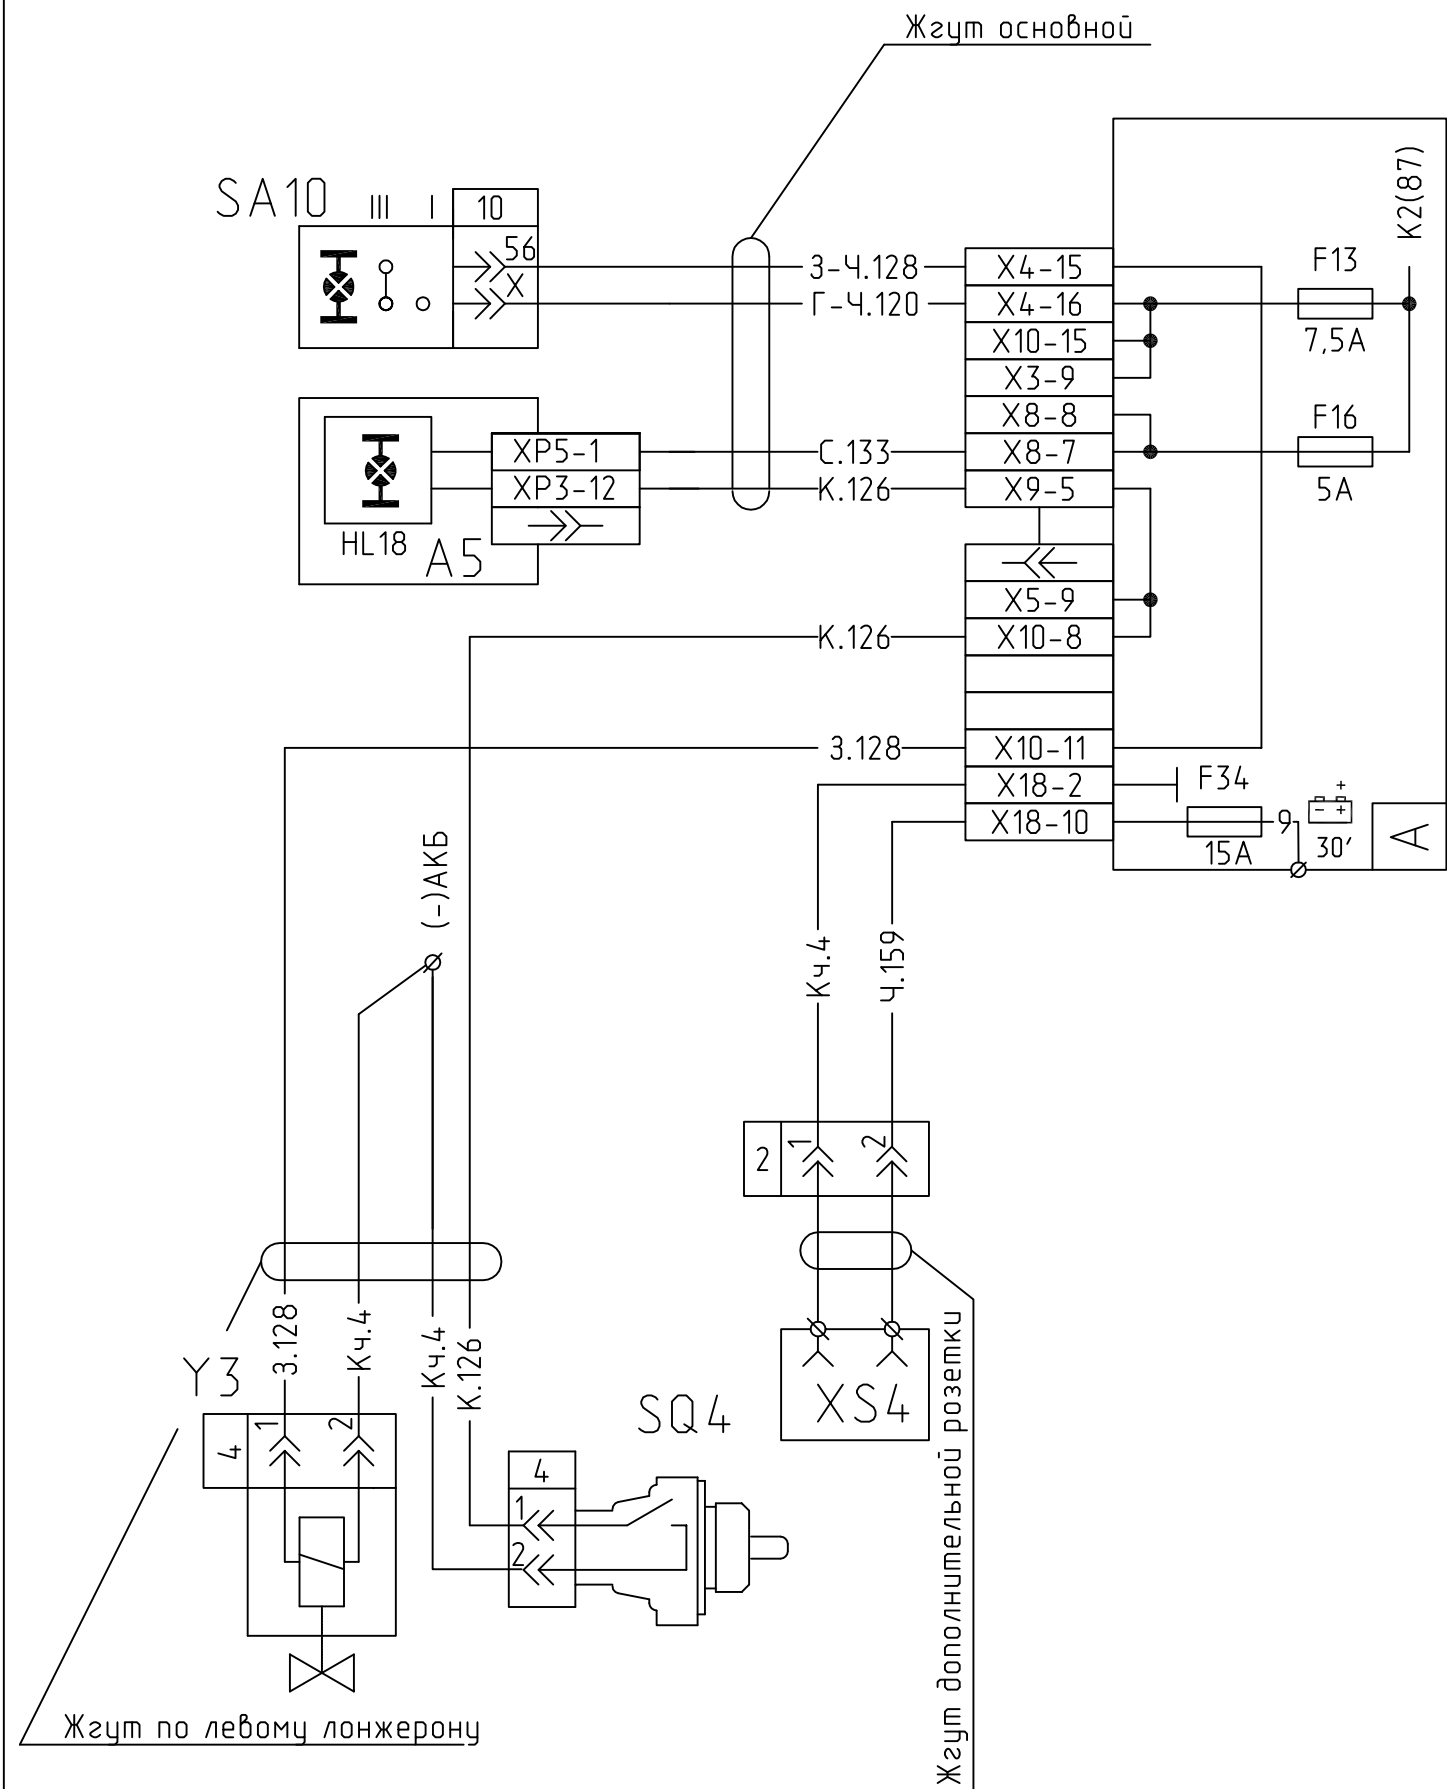 Жгут основной
SA10
III
I
10
56
X
З-Ч.128
Г-Ч.120
X4-15
X4-16
X10-15
X3-9
X8-8
X8-7
X9-5
F13
7,5А
K2(87)
F16
5А
XP5-1
XP3-12
С.133
К.126
HL18
A5
X5-9
X10-8
К.126
X10-11
З.128
X18-2
X18-10
F34
15А
9
- +
+
30′
A
(-)АКБ
Кч.4
Ч.159
2
1
2
XS4
Жгут дополнительной розетки
З.128
Кч.4
Кч.4
К.126
Y3
4
1
2
SQ4
4
1
2
Жгут по левому лонжерону